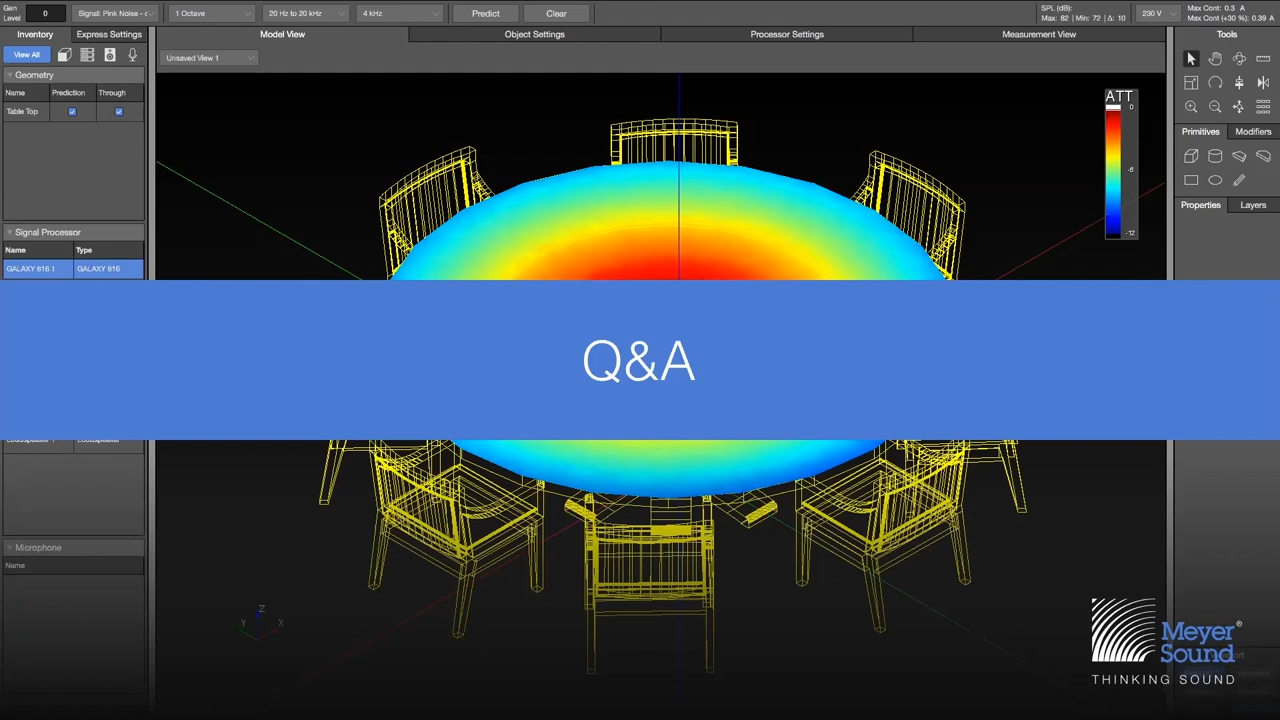 Gen
Level
0
Signal: Pink Noise -
1 Octave
20 Hz to 20 kHz
4 kHz
Predict
Clear
SPL (dB):
Max: 82 | Min: 72 | Δ: 10
230 V
Max Cont: 0.3 A
Max Cont (+30 %): 0.39 A
Inventory
Express Settings
Model View
Object Settings
Processor Settings
Measurement View
Tools
View All
Unsaved View 1
Geometry
Name
Prediction
Through
Table Top
ATT
0
-6
-12
Primitives
Modifiers
Properties
Layers
Signal Processor
Name
Type
GALAXY 816 I
GALAXY 816
Q&A
Microphone
Name
Z
Y
X
Meyer
Sound®
THINKING SOUND